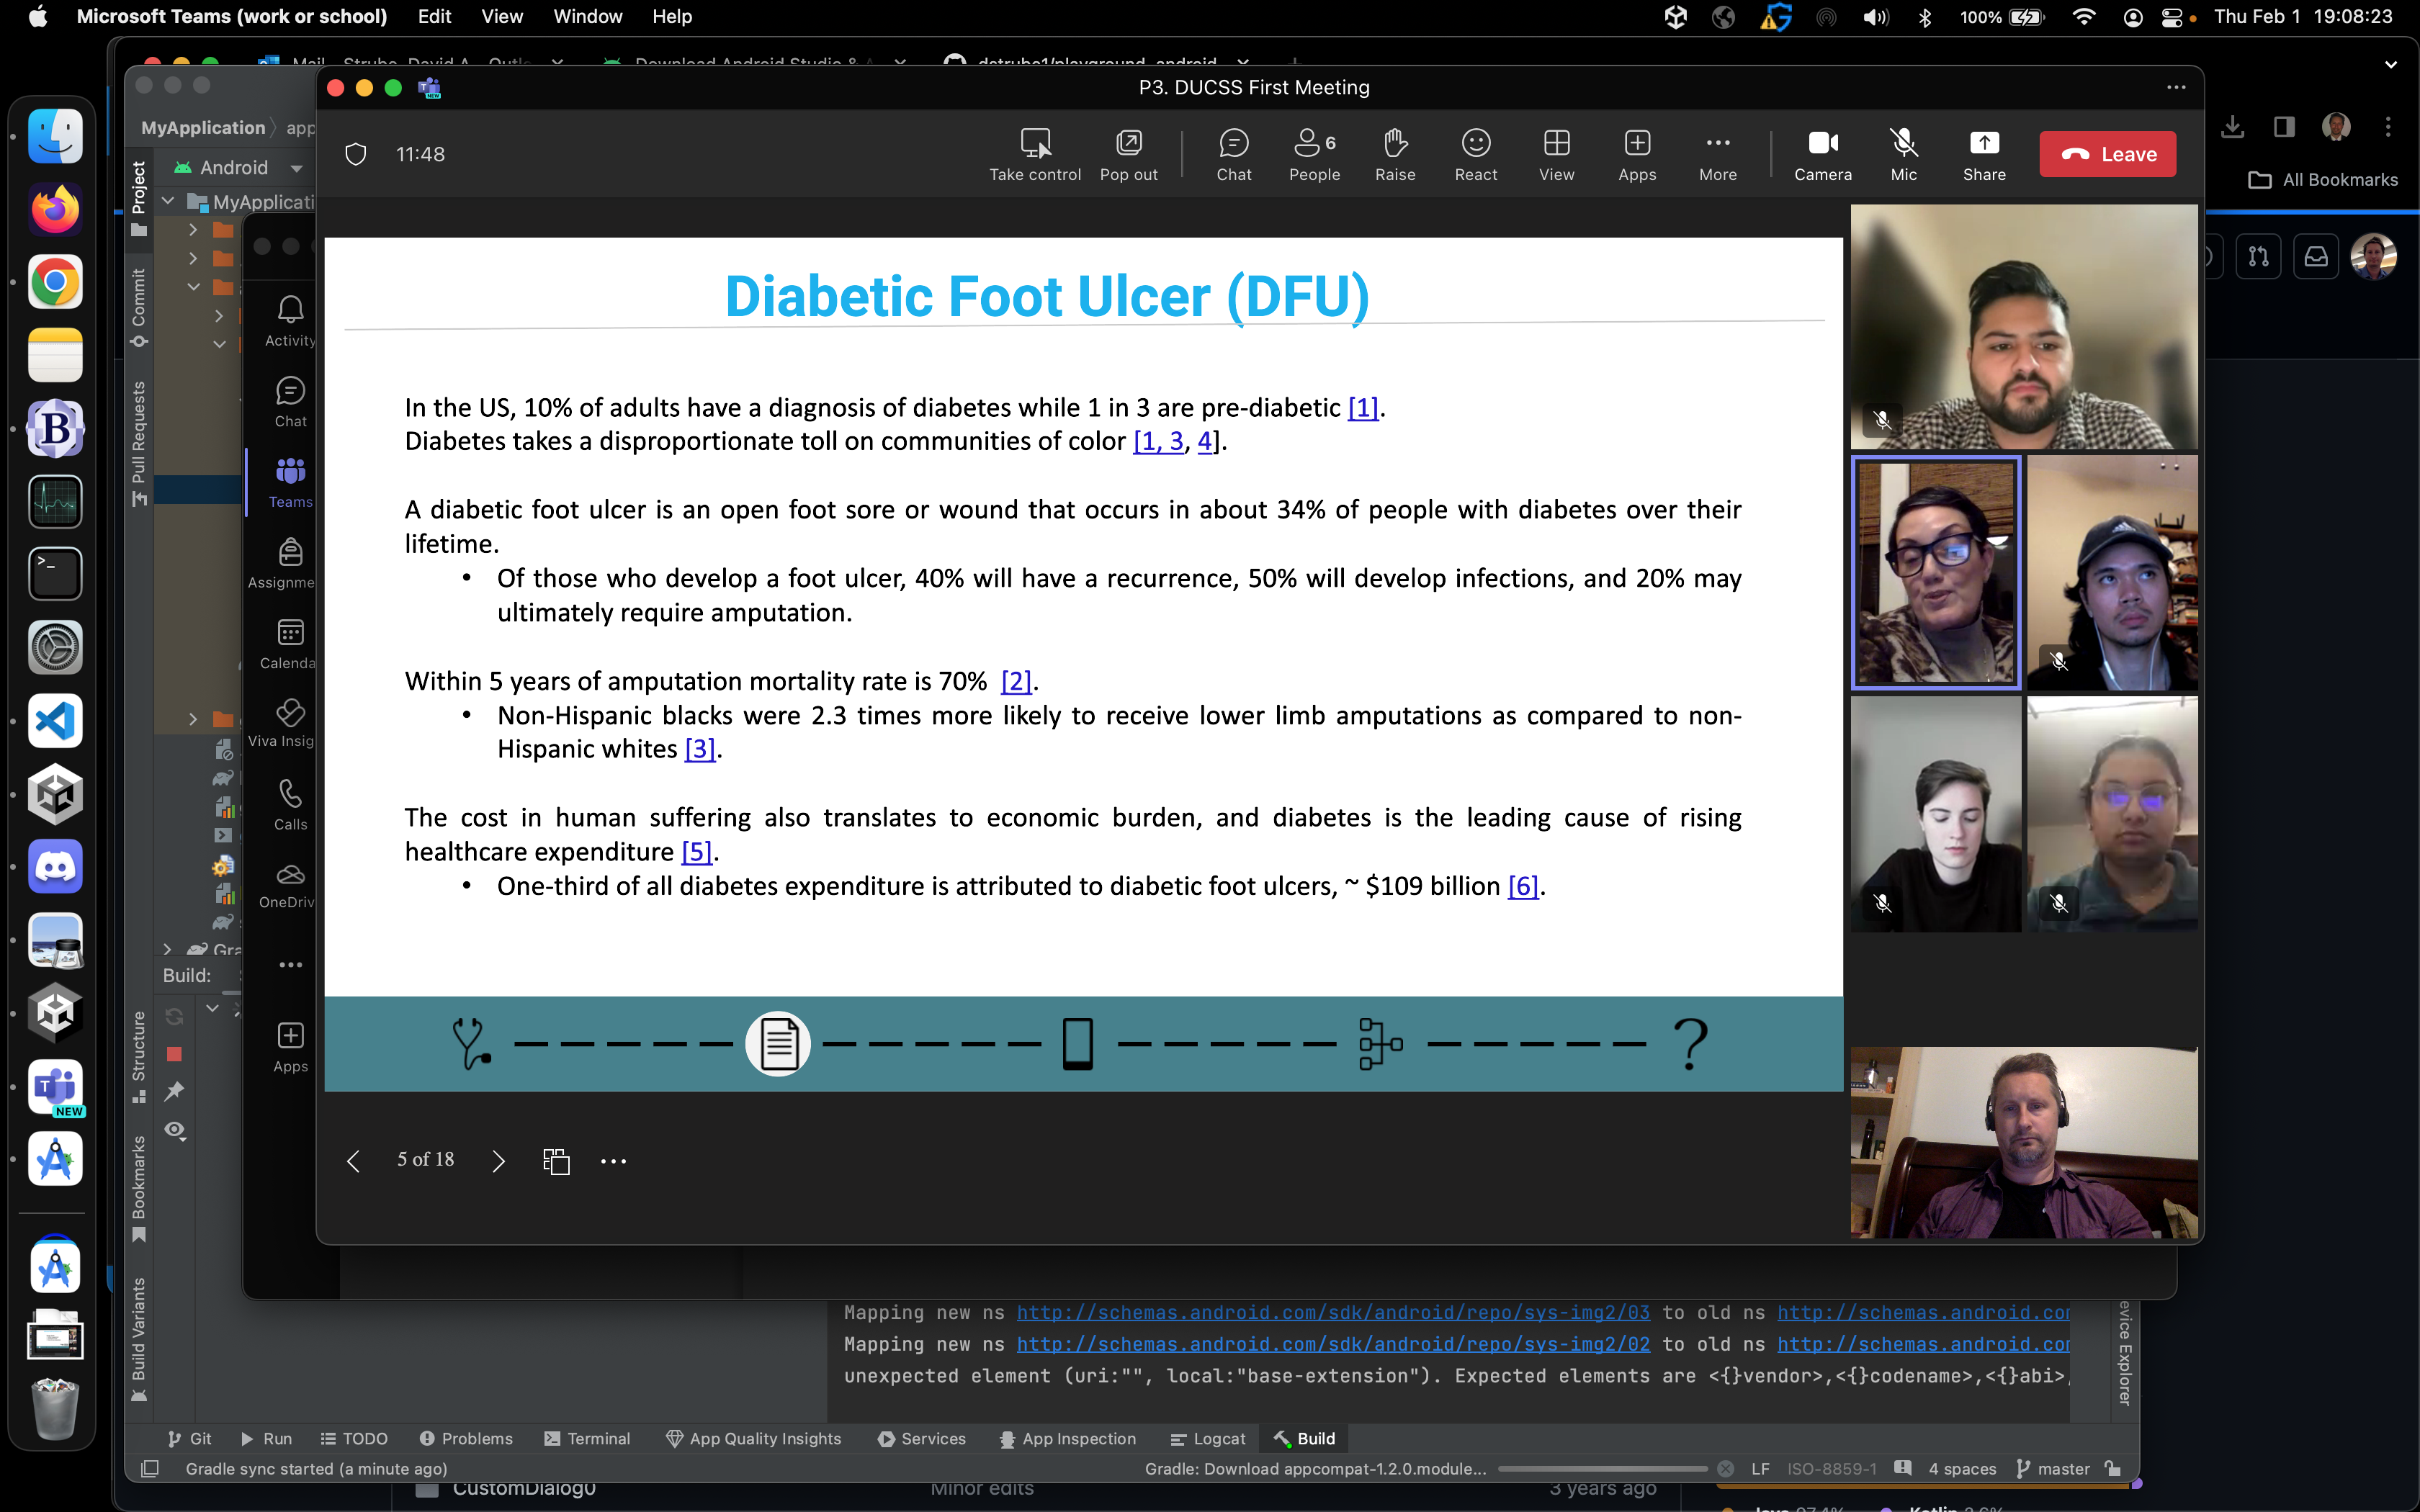 Microsoft Teams (work or school) Edit View Window Help 100% Thu Feb 1 19:08:23
Mail Strube, David A Outl Download Android Studio & A dstrube1/playground_android
P3. DUCSS First Meeting
MyApplication app
11:48 Take control Pop out Chat People 6 Raise React View Apps More Camera Mic Share Leave
All Bookmarks
Project
Android
MyApplicati
Commit
Pull Requests
Activity
Chat
Teams
Assignme
Calenda
Viva Insig
Calls
OneDriv
Apps
Diabetic Foot Ulcer (DFU)
In the US, 10% of adults have a diagnosis of diabetes while 1 in 3 are pre-diabetic [1].
Diabetes takes a disproportionate toll on communities of color [1, 3, 4].
A diabetic foot ulcer is an open foot sore or wound that occurs in about 34% of people with diabetes over their
lifetime.
• Of those who develop a foot ulcer, 40% will have a recurrence, 50% will develop infections, and 20% may
ultimately require amputation.
Within 5 years of amputation mortality rate is 70% [2].
• Non-Hispanic blacks were 2.3 times more likely to receive lower limb amputations as compared to non-
Hispanic whites [3].
The cost in human suffering also translates to economic burden, and diabetes is the leading cause of rising
healthcare expenditure [5].
• One-third of all diabetes expenditure is attributed to diabetic foot ulcers, ~ $109 billion [6].
5 of 18
Gra
Build:
Structure
Bookmarks
Build Variants
NEW
Mapping new ns http://schemas.android.com/sdk/android/repo/sys-img2/03 to old ns http://schemas.android.cor
Mapping new ns http://schemas.android.com/sdk/android/repo/sys-img2/02 to old ns http://schemas.android.cor
unexpected element (uri:"", local:"base-extension"). Expected elements are <{}vendor>,<{}codename>,<{}abi>,
evice Explorer
Git Run TODO Problems Terminal App Quality Insights Services App Inspection Logcat Build
Gradle sync started (a minute ago) Gradle: Download appcompat-1.2.0.module... LF ISO-8859-1 4 spaces master
CustomDialog0 Minor edits 3 years ago